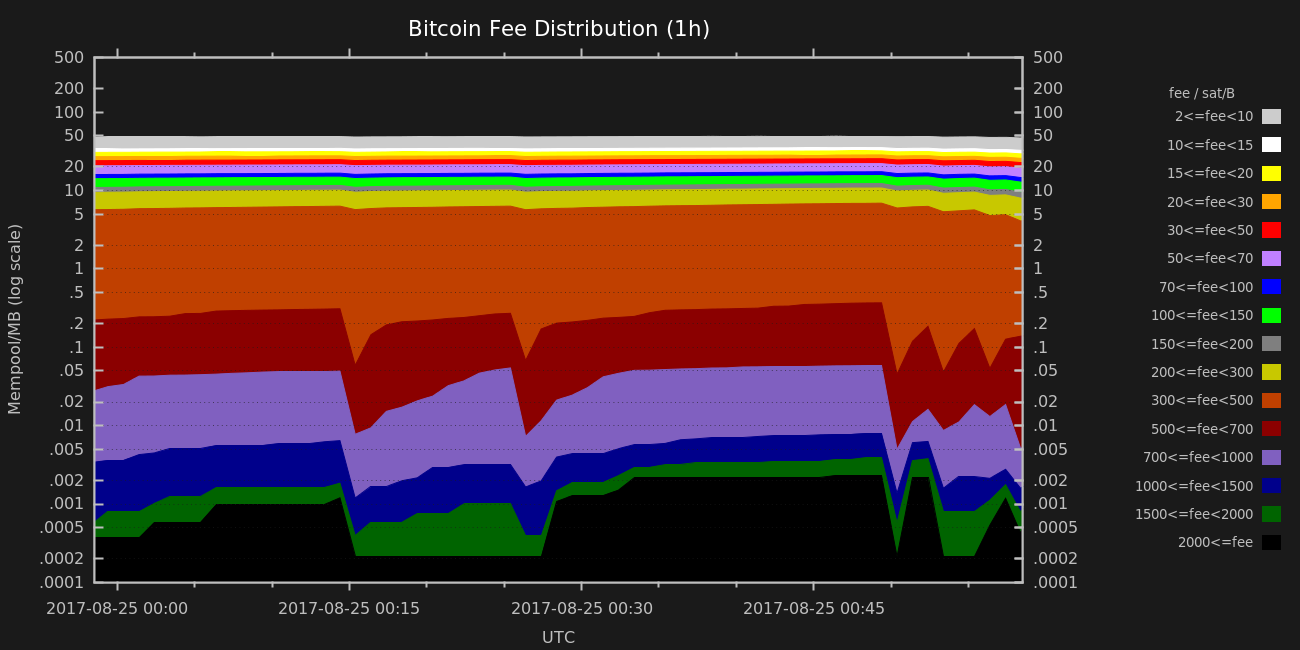 Bitcoin Fee Distribution (1h)
500 500
200 200
100 100
50 50
20 20
10 10
5 5
2 2
1 1
.5 .5
.2 .2
.1 .1
.05 .05
.02 .02
.01 .01
.005 .005
.002 .002
.001 .001
.0005 .0005
.0002 .0002
.0001 .0001
Mempool/MB (log scale)
2017-08-25 00:00 2017-08-25 00:15 2017-08-25 00:30 2017-08-25 00:45
UTC
fee / sat/B
2<=fee<10
10<=fee<15
15<=fee<20
20<=fee<30
30<=fee<50
50<=fee<70
70<=fee<100
100<=fee<150
150<=fee<200
200<=fee<300
300<=fee<500
500<=fee<700
700<=fee<1000
1000<=fee<1500
1500<=fee<2000
2000<=fee